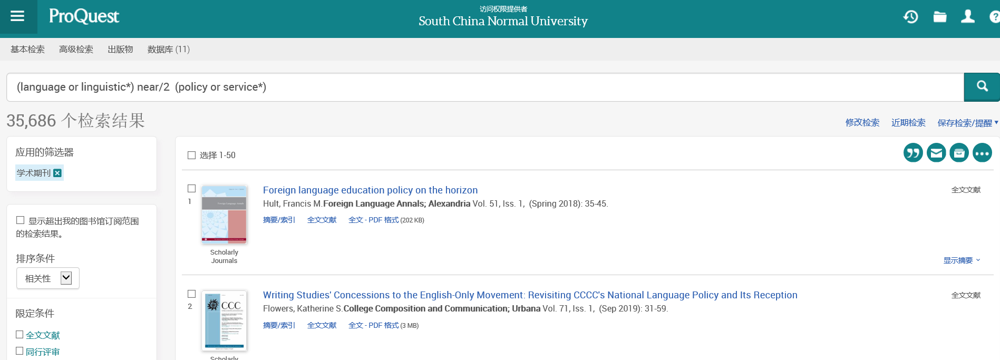 ProQuest
访问权限提供者
South China Normal University
?
基本检索 高级检索 出版物 数据库 (11)
(language or linguistic*) near/2 (policy or service*)
35,686 个检索结果
修改检索 近期检索 保存检索/提醒
应用的筛选器
学术期刊
显示超出我的图书馆订阅范围
的检索结果。
排序条件
相关性
限定条件
全文文献
同行评审
选择 1-50
1
Foreign Language Annals
Scholarly
Journals
Foreign language education policy on the horizon
Hult, Francis M.Foreign Language Annals; Alexandria Vol. 51, Iss. 1, (Spring 2018): 35-45.
摘要/索引 全文文献 全文 - PDF 格式 (202 KB)
全文文献
显示摘要
2
CCC
Scholarly
Writing Studies' Concessions to the English-Only Movement: Revisiting CCCC's National Language Policy and Its Reception
Flowers, Katherine S.College Composition and Communication; Urbana Vol. 71, Iss. 1, (Sep 2019): 31-59.
摘要/索引 全文文献 全文 - PDF 格式 (3 MB)
全文文献